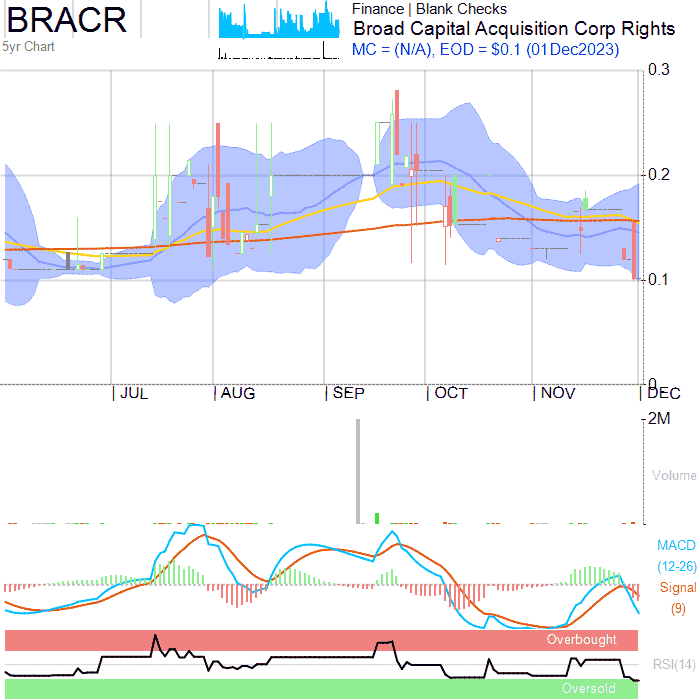 BRACR
5yr Chart
Finance | Blank Checks
Broad Capital Acquisition Corp Rights
MC = (N/A), EOD = $0.1 (01Dec2023)
0.3
0.2
0.1
0
| JUL
| AUG
| SEP
| OCT
| NOV
| DEC
2M
Volume
MACD
(12-26)
Signal
(9)
Overbought
RSI(14)
Oversold